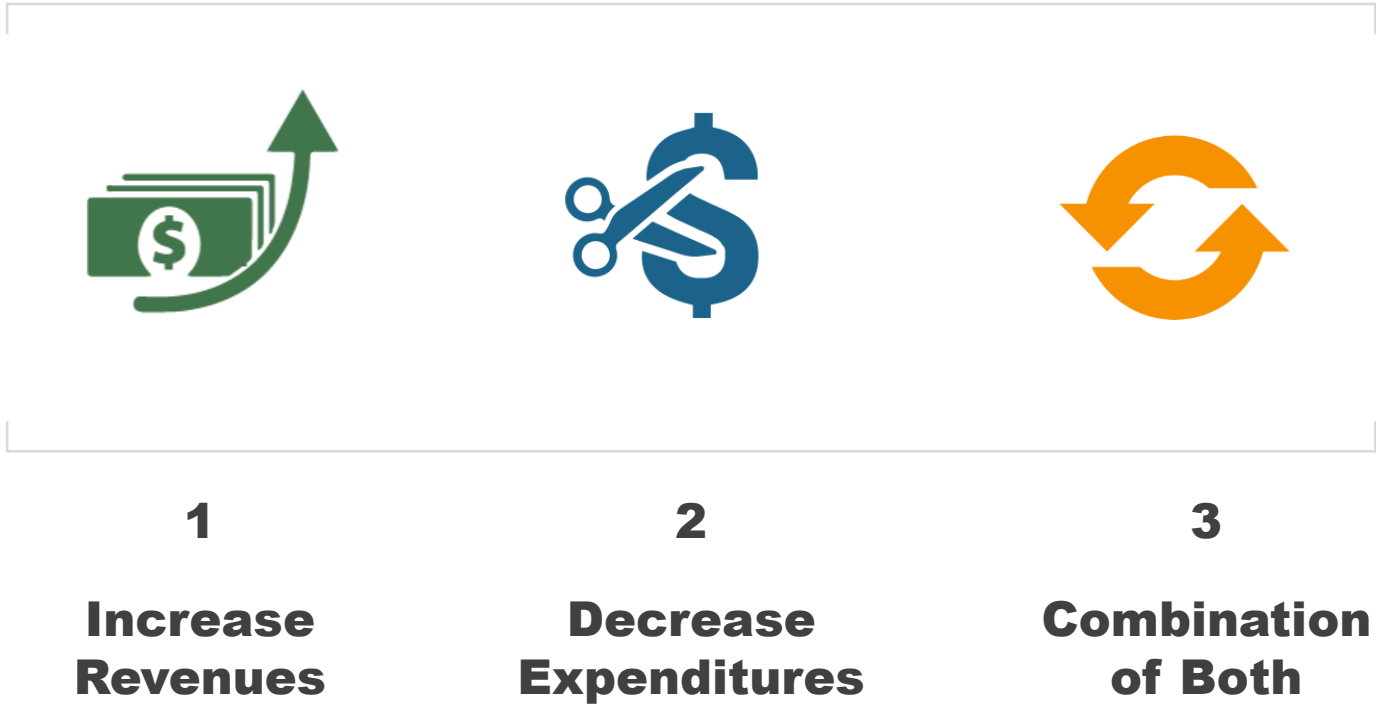 $
1
Increase
Revenues
2
Decrease
Expenditures
3
Combination
of Both